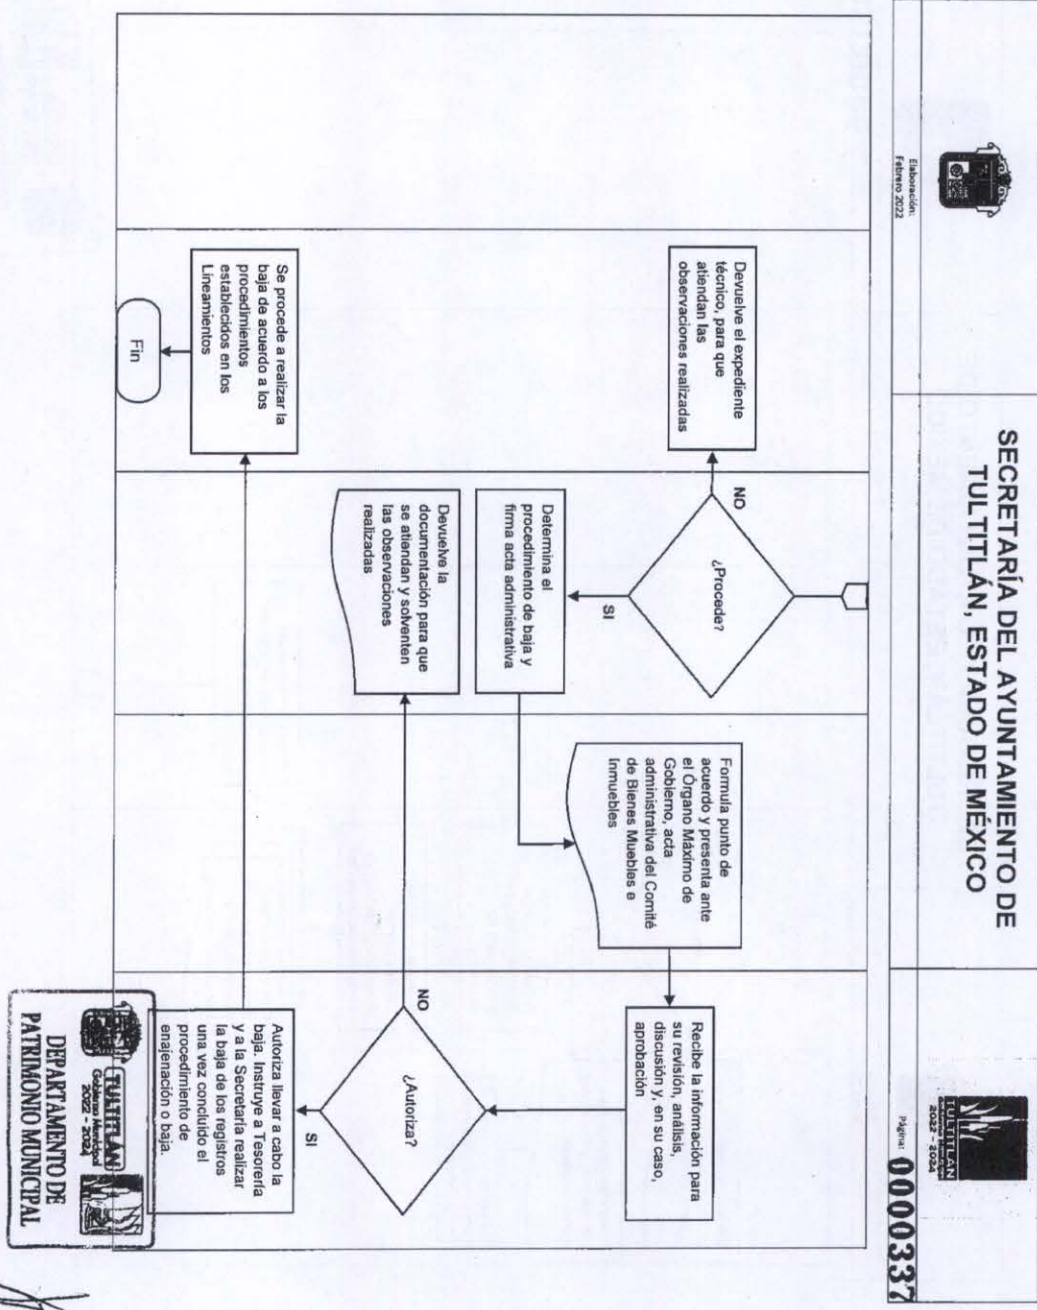 Elaboración:
Febrero 2022
SECRETARÍA DEL AYUNTAMIENTO DE
TULTITLÁN, ESTADO DE MÉXICO
TULTITLÁN
2022 - 2024
Página:
0000337
¿Procede?
NO
SI
Devuelve el expediente
técnico, para que
atiendan las
observaciones realizadas
Determina el
procedimiento de baja y
firma acta administrativa
Formula punto de
acuerdo y presenta ante
el Órgano Máximo de
Gobierno, acta
administrativa del Comité
de Bienes Muebles e
Inmuebles
Recibe la información para
su revisión, análisis,
discusión y, en su caso,
aprobación
¿Autoriza?
NO
SI
Devuelve la
documentación para que
se atiendan y solventen
las observaciones
realizadas
Autoriza llevar a cabo la
baja. Instruye a Tesorería
y a la Secretaría realizar
la baja de los registros
una vez concluido el
procedimiento de
enajenación o baja.
Se procede a realizar la
baja de acuerdo a los
procedimientos
establecidos en los
Lineamientos
Fin
TULTITLÁN
Gobierno Municipal
2022 - 2024
DEPARTAMENTO DE
PATRIMONIO MUNICIPAL